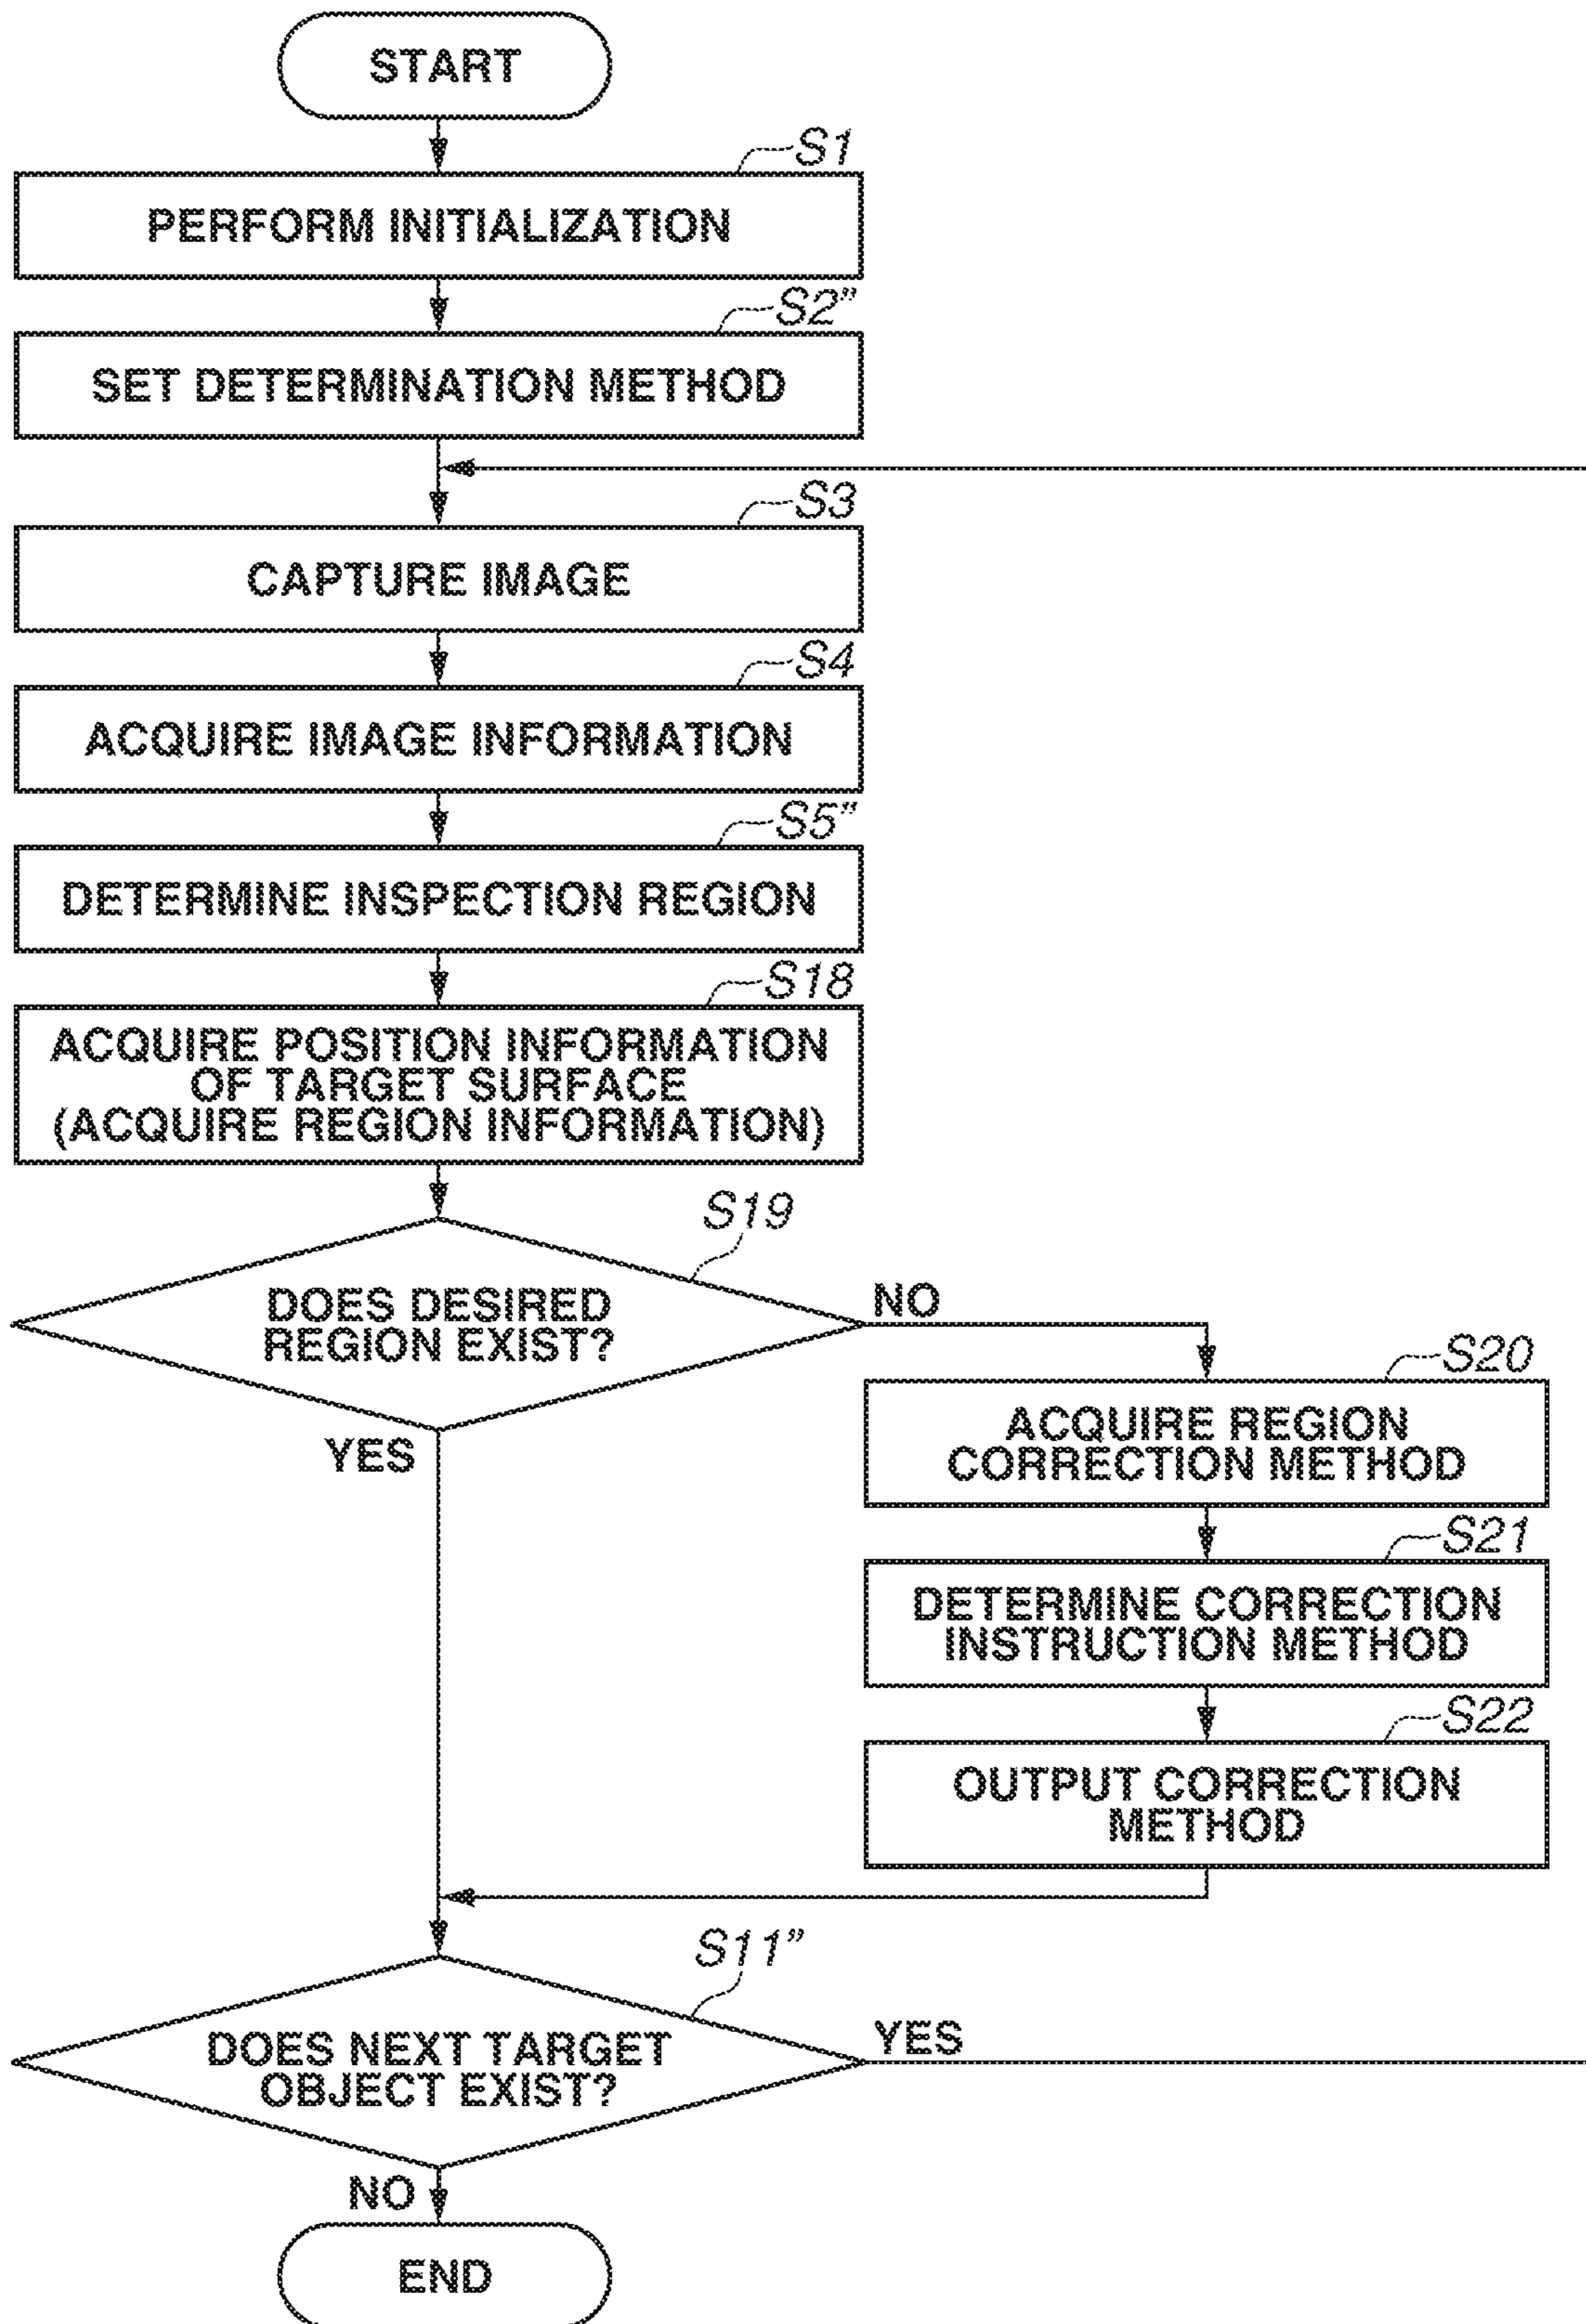 START
S1
PERFORM INITIALIZATION
S2”
SET DETERMINATION METHOD
S3
CAPTURE IMAGE
S4
ACQUIRE IMAGE INFORMATION
S5”
DETERMINE INSPECTION REGION
S18
ACQUIRE POSITION INFORMATION
OF TARGET SURFACE
(ACQUIRE REGION INFORMATION)
S19
DOES DESIRED
REGION EXIST?
NO
YES
S20
ACQUIRE REGION
CORRECTION METHOD
S21
DETERMINE CORRECTION
INSTRUCTION METHOD
S22
OUTPUT CORRECTION
METHOD
S11”
DOES NEXT TARGET
OBJECT EXIST?
YES
NO
END